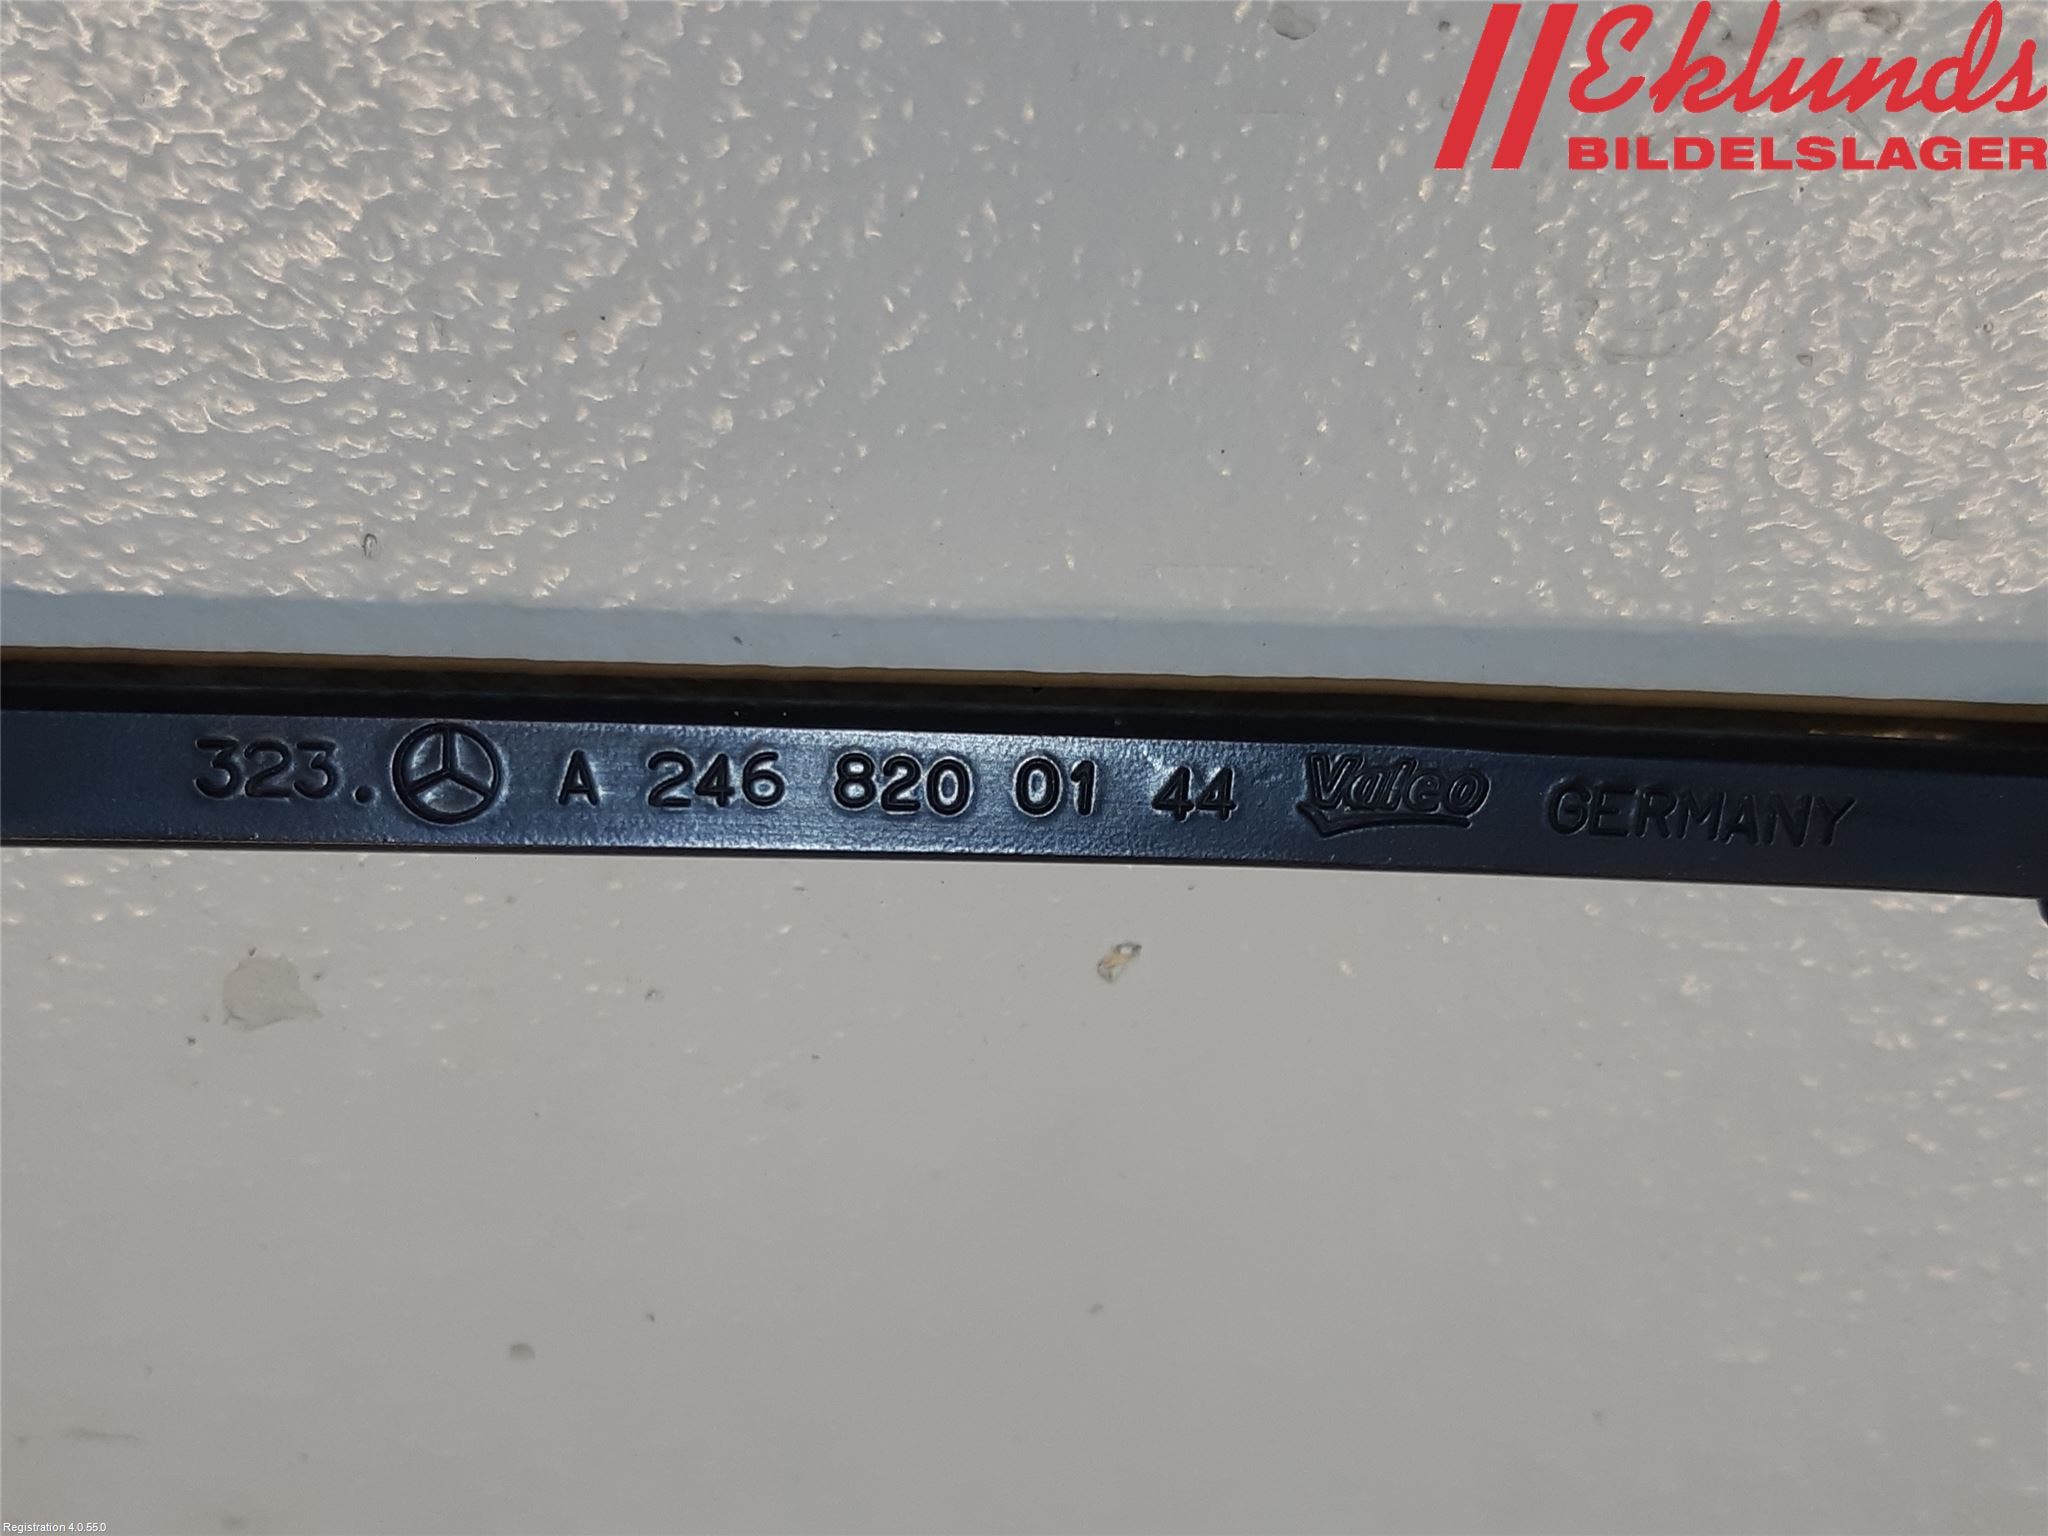 Eklunds
BILDELSLAGER
323. A 246 820 01 44 Valeo GERMANY
Registration 4.0.55.0